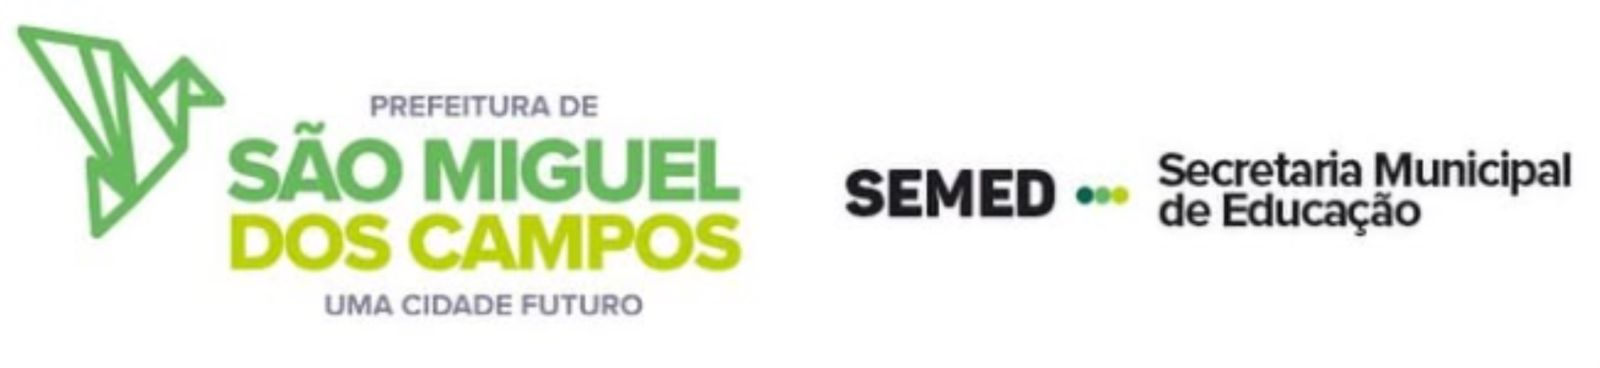 PREFEITURA DE
SÃO MIGUEL
DOS CAMPOS
UMA CIDADE FUTURO
SEMED
Secretaria Municipal
de Educação